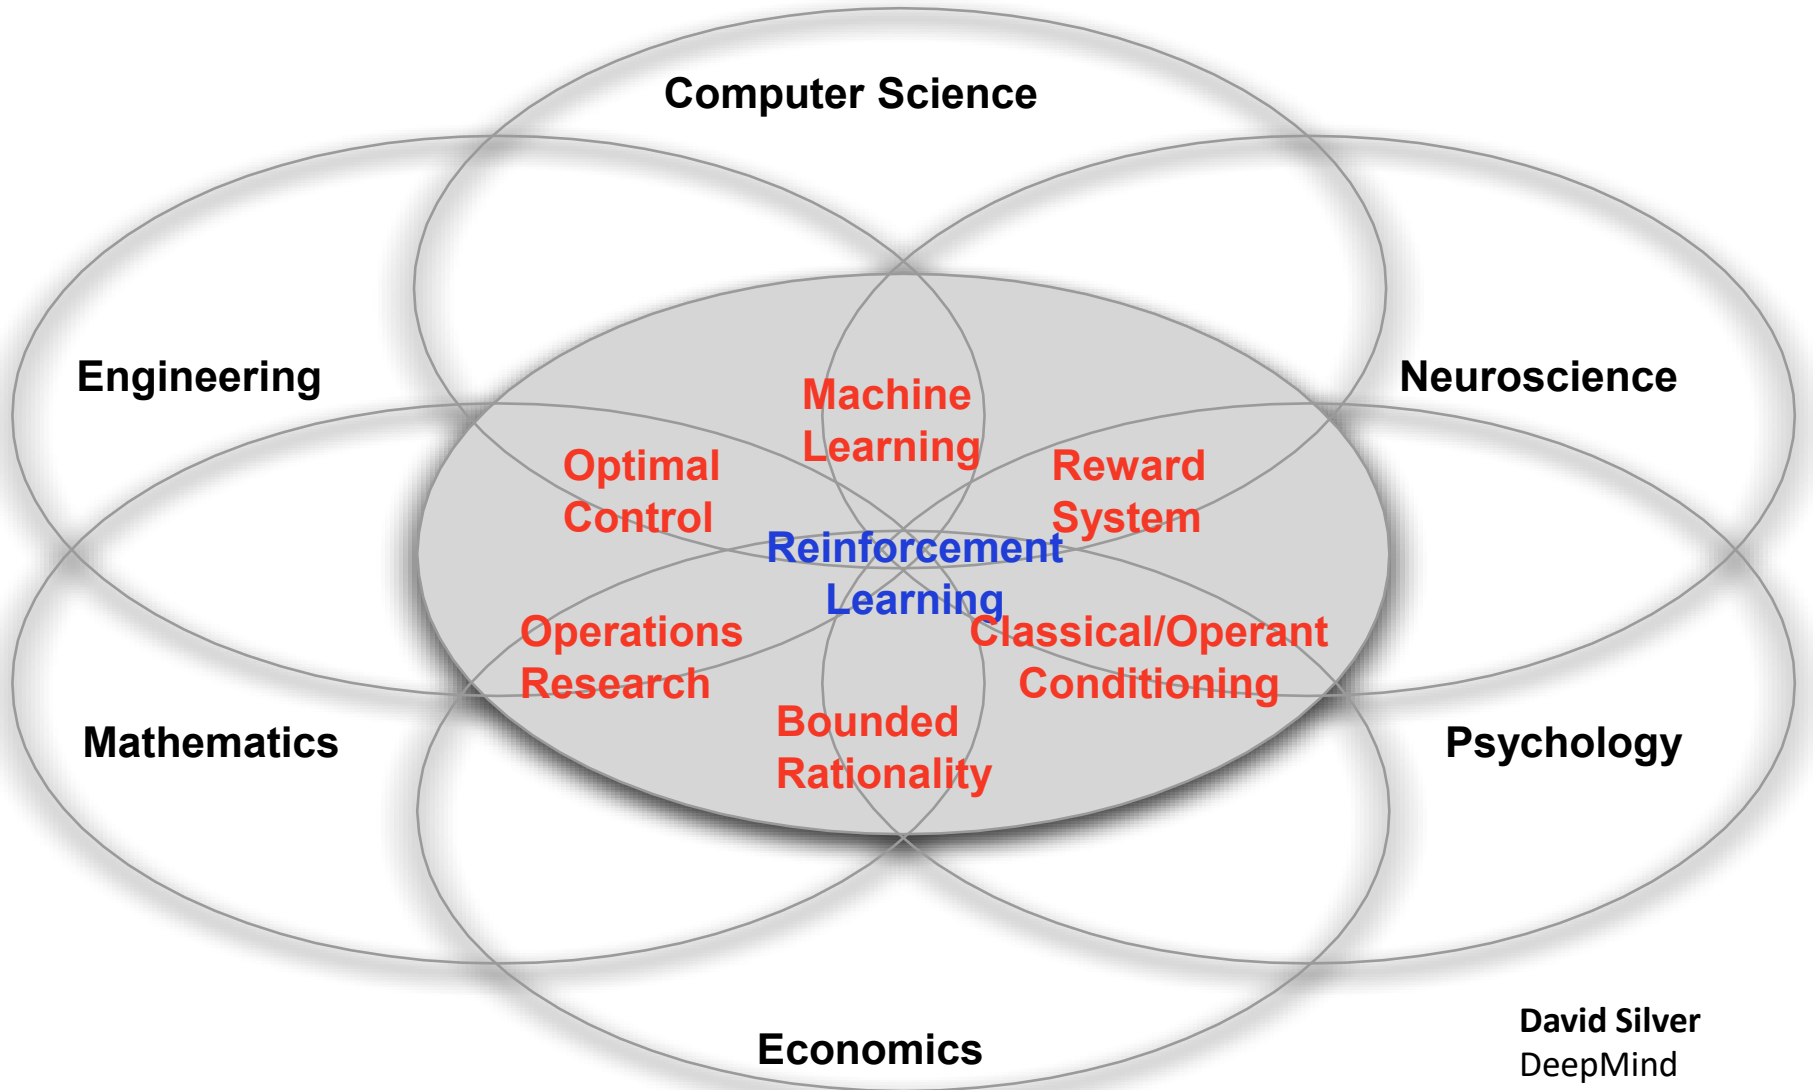 Computer Science
Engineering
Neuroscience
Machine
Learning
Optimal
Control
Reward
System
Reinforcement
Learning
Operations
Research
Classical/Operant
Conditioning
Bounded
Rationality
Mathematics
Psychology
Economics
David Silver
DeepMind